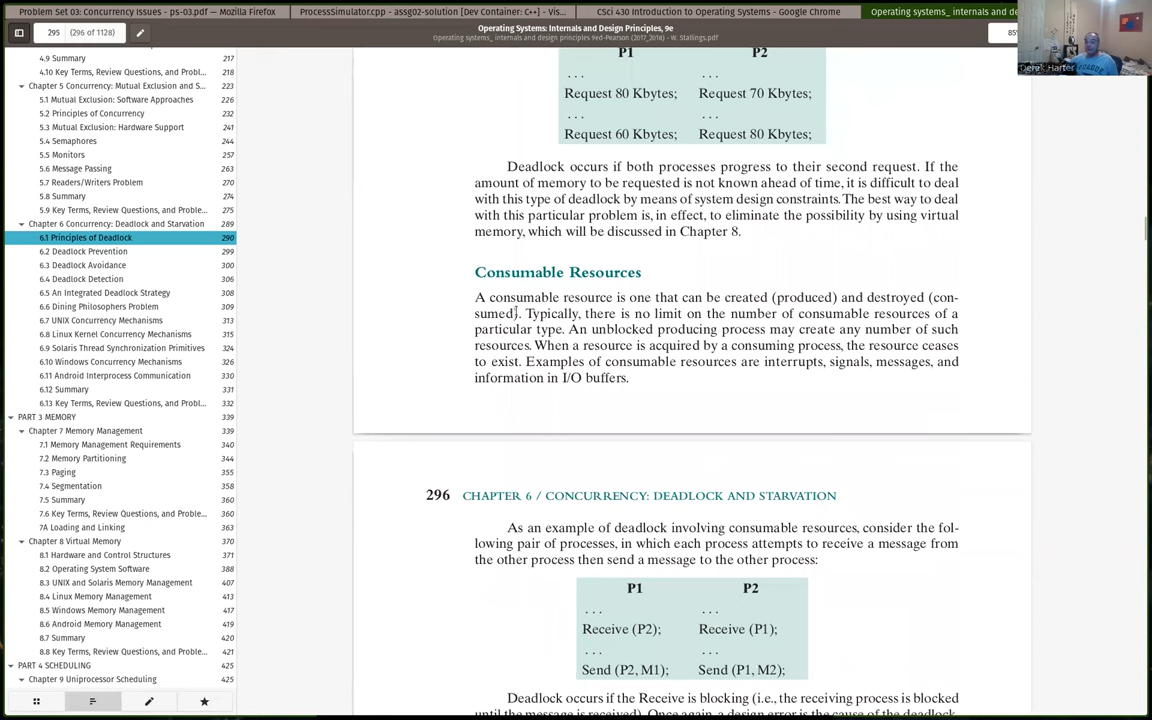 Problem Set 03: Concurrency Issues - ps-03.pdf — Mozilla Firefox
ProcessSimulator.cpp - assg02-solution [Dev Container: C++] - Vis...
CSci 430 Introduction to Operating Systems - Google Chrome
Operating systems_ internals and de
295
(296 of 1128)
Operating Systems: Internals and Design Principles, 9e
Operating systems_ internals and design principles 9ed-Pearson (2017_2018) - W. Stallings.pdf
85
Derek Harter
4.9 Summary 217
4.10 Key Terms, Review Questions, and Probl... 218
Chapter 5 Concurrency: Mutual Exclusion and S... 223
5.1 Mutual Exclusion: Software Approaches 226
5.2 Principles of Concurrency 232
5.3 Mutual Exclusion: Hardware Support 241
5.4 Semaphores 244
5.5 Monitors 257
5.6 Message Passing 263
5.7 Readers/Writers Problem 270
5.8 Summary 274
5.9 Key Terms, Review Questions, and Proble... 275
Chapter 6 Concurrency: Deadlock and Starvation 289
6.1 Principles of Deadlock 290
6.2 Deadlock Prevention 299
6.3 Deadlock Avoidance 300
6.4 Deadlock Detection 306
6.5 An Integrated Deadlock Strategy 308
6.6 Dining Philosophers Problem 310
6.7 UNIX Concurrency Mechanisms 313
6.8 Linux Kernel Concurrency Mechanisms 315
6.9 Solaris Thread Synchronization Primitives 324
6.10 Windows Concurrency Mechanisms 326
6.11 Android Interprocess Communication 330
6.12 Summary 331
6.13 Key Terms, Review Questions, and Probl... 332
PART 3 MEMORY 339
Chapter 7 Memory Management 339
7.1 Memory Management Requirements 340
7.2 Memory Partitioning 344
7.3 Paging 355
7.4 Segmentation 358
7.5 Summary 360
7.6 Key Terms, Review Questions, and Proble... 360
7A Loading and Linking 363
Chapter 8 Virtual Memory 370
8.1 Hardware and Control Structures 371
8.2 Operating System Software 388
8.3 UNIX and Solaris Memory Management 407
8.4 Linux Memory Management 413
8.5 Windows Memory Management 417
8.6 Android Memory Management 419
8.7 Summary 420
8.8 Key Terms, Review Questions, and Proble... 421
PART 4 SCHEDULING 425
Chapter 9 Uniprocessor Scheduling 425
P1 P2
. . . . . .
Request 80 Kbytes; Request 70 Kbytes;
. . . . . .
Request 60 Kbytes; Request 80 Kbytes;
Deadlock occurs if both processes progress to their second request. If the
amount of memory to be requested is not known ahead of time, it is difficult to deal
with this type of deadlock by means of system design constraints. The best way to deal
with this particular problem is, in effect, to eliminate the possibility by using virtual
memory, which will be discussed in Chapter 8.
Consumable Resources
A consumable resource is one that can be created (produced) and destroyed (con-
sumed). Typically, there is no limit on the number of consumable resources of a
particular type. An unblocked producing process may create any number of such
resources. When a resource is acquired by a consuming process, the resource ceases
to exist. Examples of consumable resources are interrupts, signals, messages, and
information in I/O buffers.
296 CHAPTER 6 / CONCURRENCY: DEADLOCK AND STARVATION
As an example of deadlock involving consumable resources, consider the fol-
lowing pair of processes, in which each process attempts to receive a message from
the other process then send a message to the other process:
P1 P2
. . . . . .
Receive (P2); Receive (P1);
. . . . . .
Send (P2, M1); Send (P1, M2);
Deadlock occurs if the Receive is blocking (i.e., the receiving process is blocked
until the message is received). Once again, a design error is the cause of the deadlock.